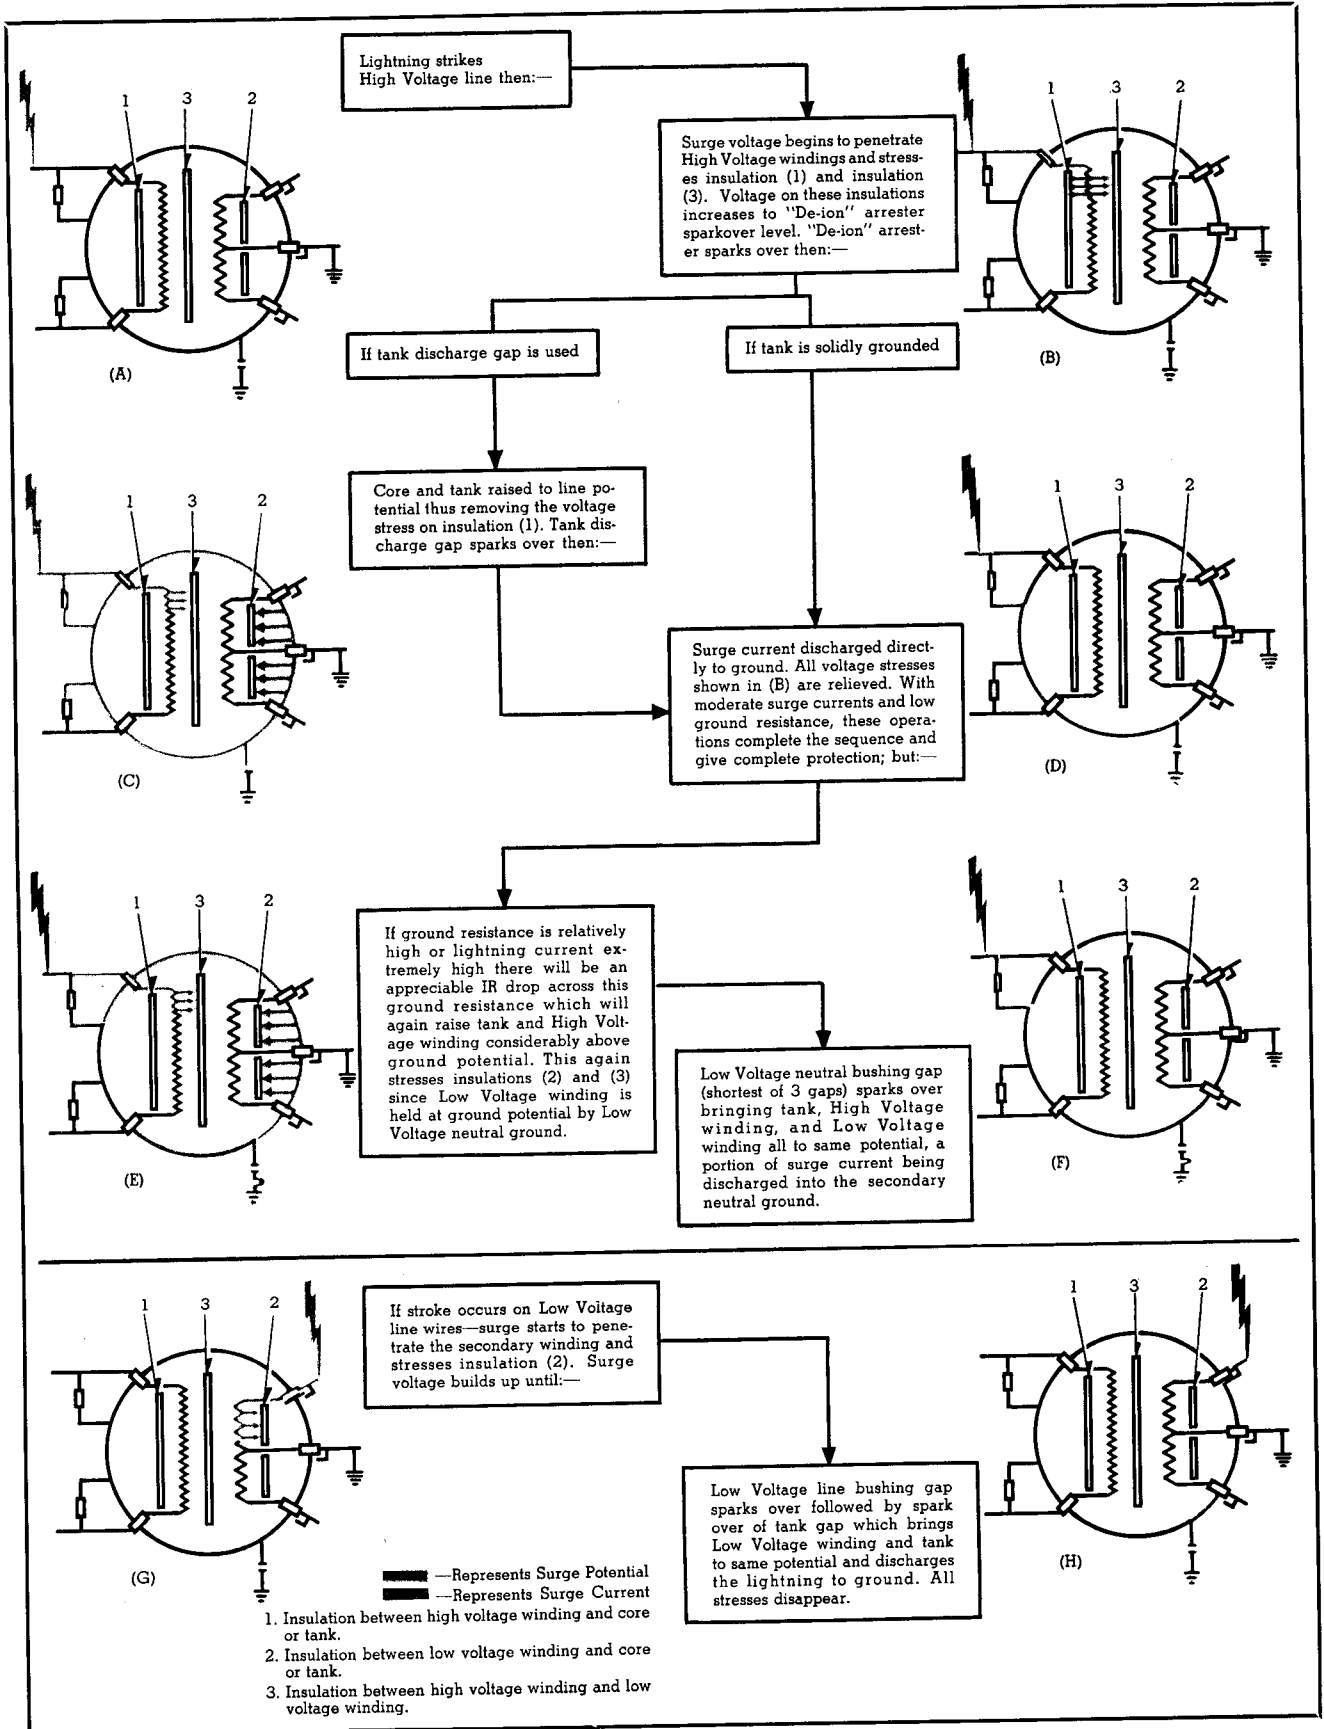 Lightning strikes
High Voltage line then:—
1 3 2
(A)
Surge voltage begins to penetrate
High Voltage windings and stress-
es insulation (1) and insulation
(3). Voltage on these insulations
increases to "De-ion" arrester
sparkover level. "De-ion" arrest-
er sparks over then:—
1 3 2
(B)
If tank discharge gap is used
If tank is solidly grounded
Core and tank raised to line po-
tential thus removing the voltage
stress on insulation (1). Tank dis-
charge gap sparks over then:—
1 3 2
(C)
Surge current discharged direct-
ly to ground. All voltage stresses
shown in (B) are relieved. With
moderate surge currents and low
ground resistance, these opera-
tions complete the sequence and
give complete protection; but:—
1 3 2
(D)
1 3 2
(E)
If ground resistance is relatively
high or lightning current ex-
tremely high there will be an
appreciable IR drop across this
ground resistance which will
again raise tank and High Volt-
age winding considerably above
ground potential. This again
stresses insulations (2) and (3)
since Low Voltage winding is
held at ground potential by Low
Voltage neutral ground.
Low Voltage neutral bushing gap
(shortest of 3 gaps) sparks over
bringing tank, High Voltage
winding, and Low Voltage
winding all to same potential, a
portion of surge current being
discharged into the secondary
neutral ground.
1 3 2
(F)
1 3 2
(G)
If stroke occurs on Low Voltage
line wires—surge starts to pene-
trate the secondary winding and
stresses insulation (2). Surge
voltage builds up until:—
Low Voltage line bushing gap
sparks over followed by spark
over of tank gap which brings
Low Voltage winding and tank
to same potential and discharges
the lightning to ground. All
stresses disappear.
1 3 2
(H)
—Represents Surge Potential
—Represents Surge Current
1. Insulation between high voltage winding and core
or tank.
2. Insulation between low voltage winding and core
or tank.
3. Insulation between high voltage winding and low
voltage winding.